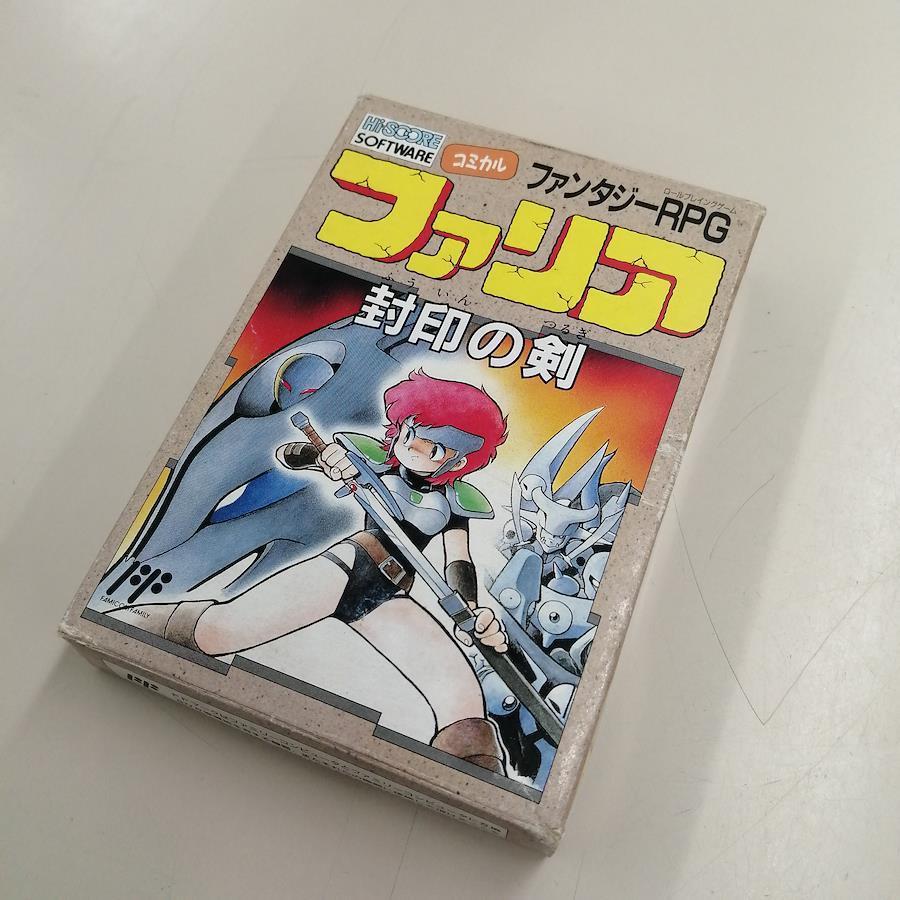 Hi-SCORE
SOFTWARE
コミカル
ファンタジーRPG
ロールプレイングゲーム
ファリア
ふういん
つるぎ
封印の剣
FAMICOM FAMILY